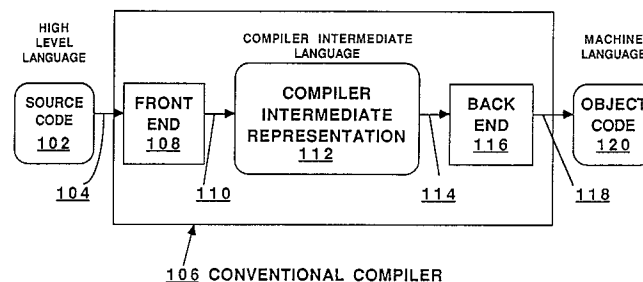 HIGH
LEVEL
LANGUAGE
COMPILER INTERMEDIATE
LANGUAGE
MACHINE
LANGUAGE
SOURCE
CODE
102
FRONT
END
108
COMPILER
INTERMEDIATE
REPRESENTATION
112
BACK
END
116
OBJECT
CODE
120
104
110
114
118
106 CONVENTIONAL COMPILER